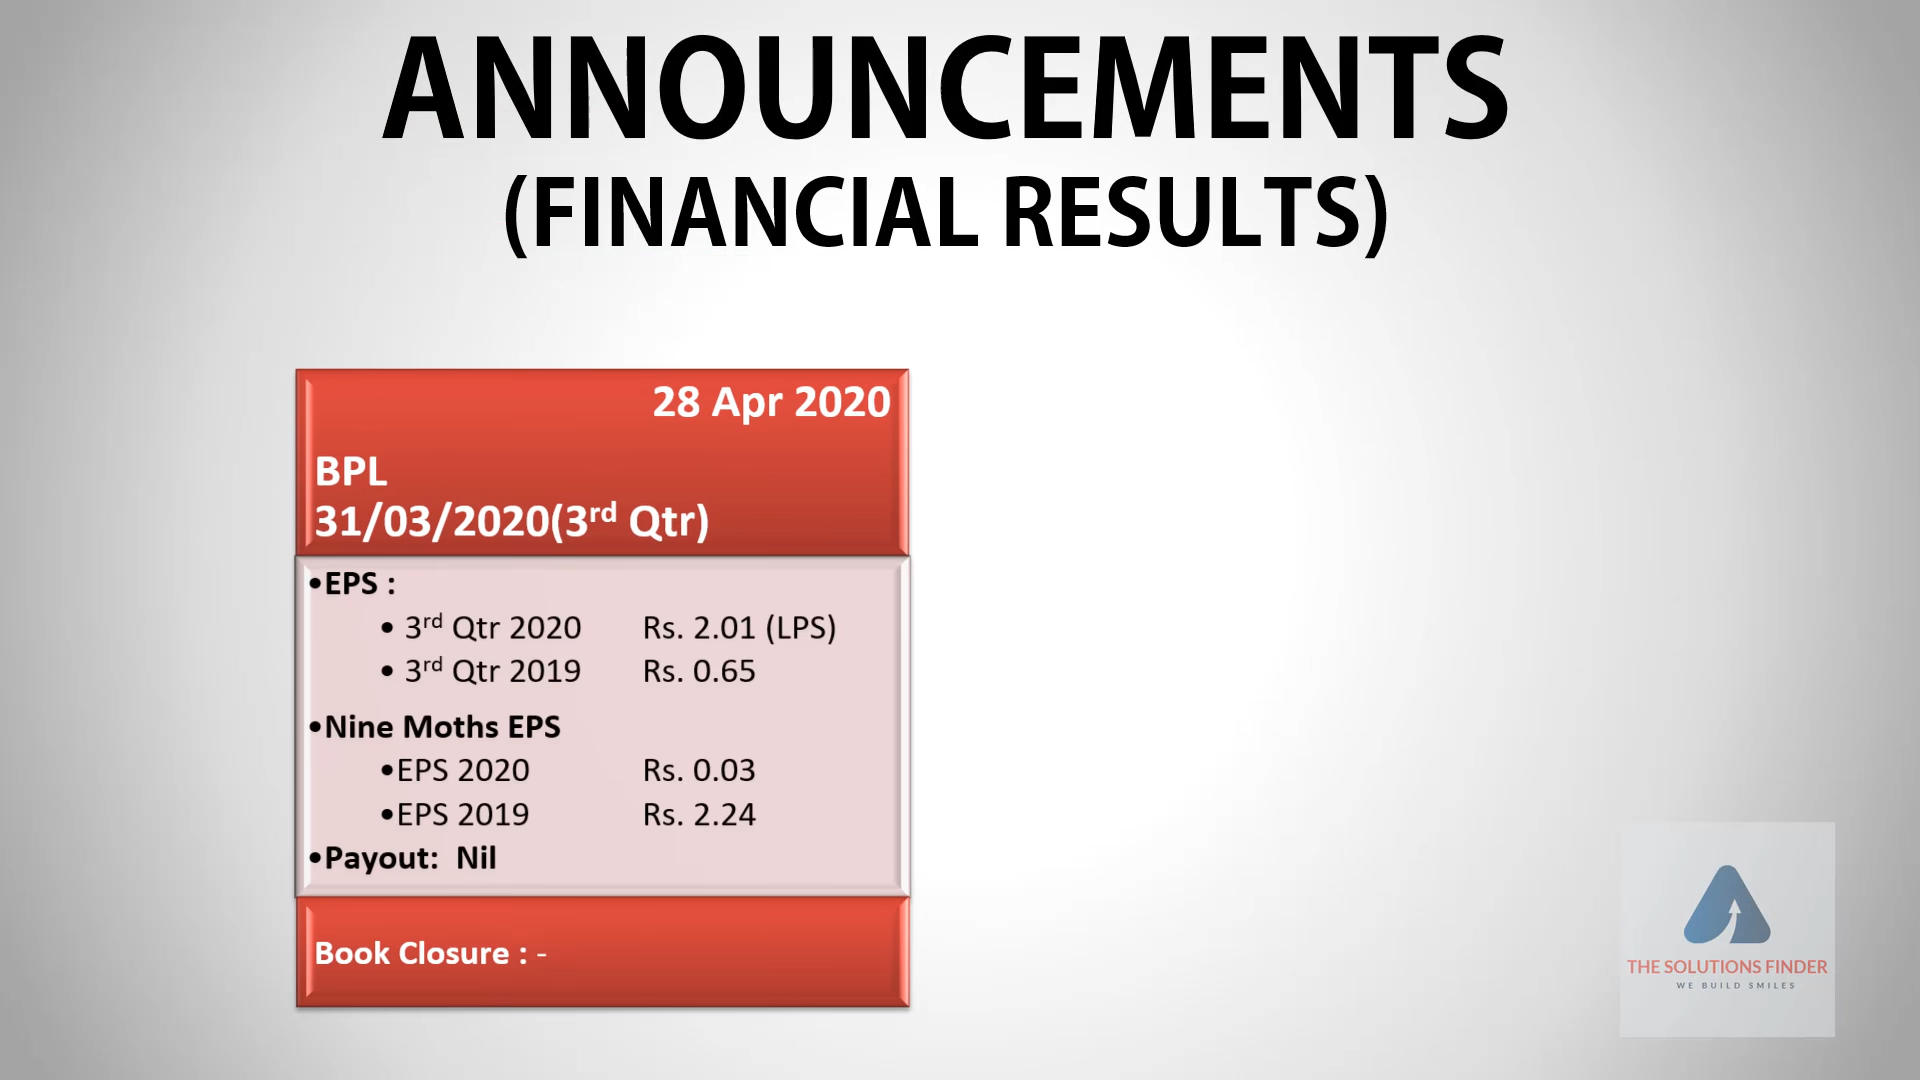 ANNOUNCEMENTS
(FINANCIAL RESULTS)
28 Apr 2020
BPL
31/03/2020(3rd Qtr)
•EPS :
• 3rd Qtr 2020 Rs. 2.01 (LPS)
• 3rd Qtr 2019 Rs. 0.65
•Nine Moths EPS
•EPS 2020 Rs. 0.03
•EPS 2019 Rs. 2.24
•Payout: Nil
Book Closure : -
THE SOLUTIONS FINDER
WE BUILD SMILES